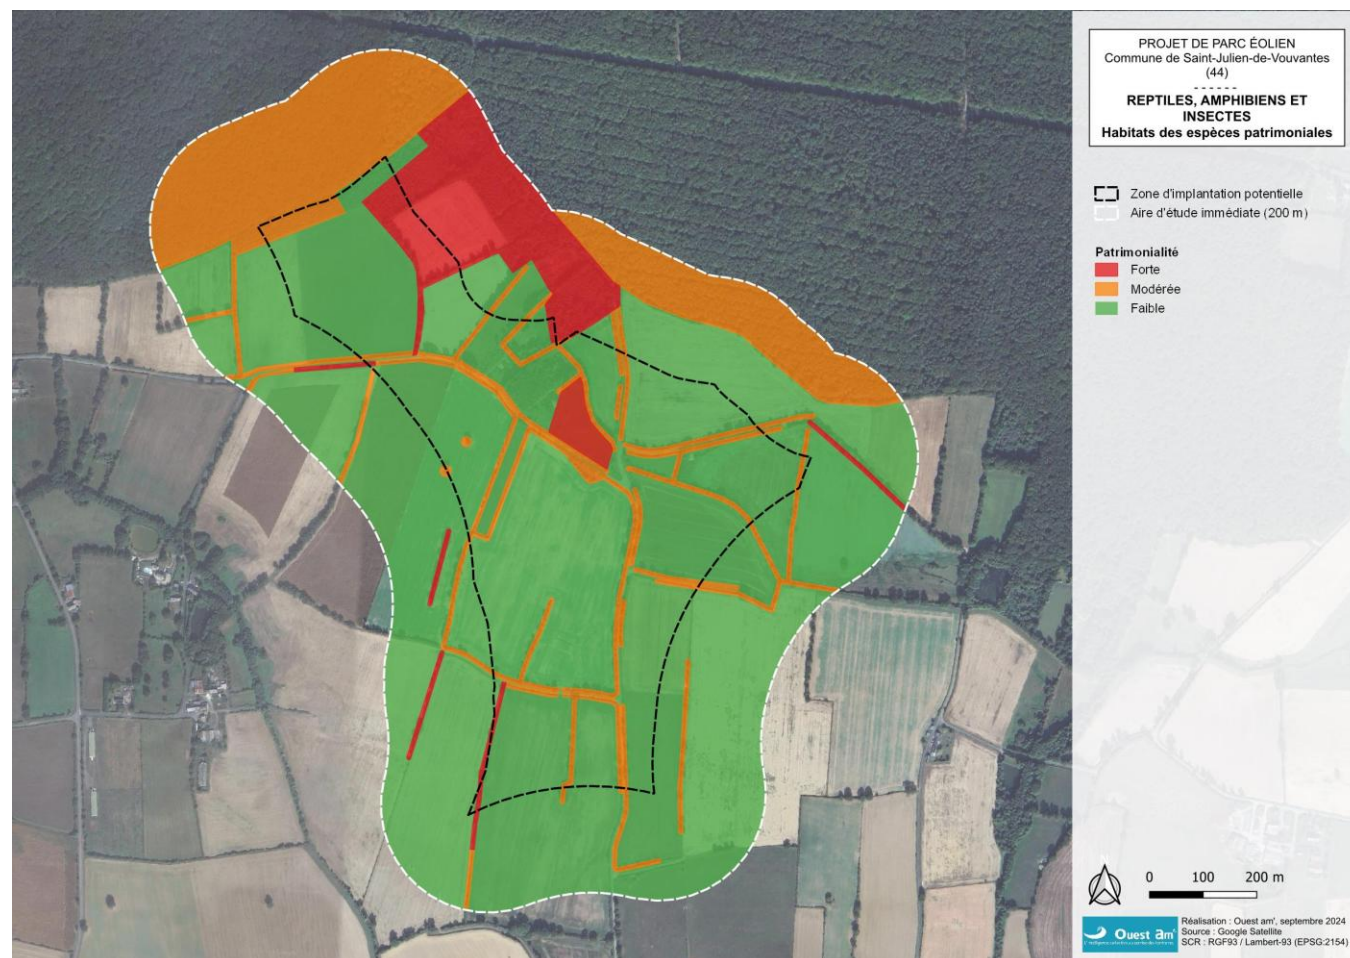 PROJET DE PARC ÉOLIEN
Commune de Saint-Julien-de-Vouvantes
(44)
- - - - - -
REPTILES, AMPHIBIENS ET
INSECTES
Habitats des espèces patrimoniales
Zone d'implantation potentielle
Aire d'étude immédiate (200 m)
Patrimonialité
Forte
Modérée
Faible
0 100 200 m
Ouest am'
Réalisation : Ouest am', septembre 2024
Source : Google Satellite
SCR : RGF93 / Lambert-93 (EPSG:2154)